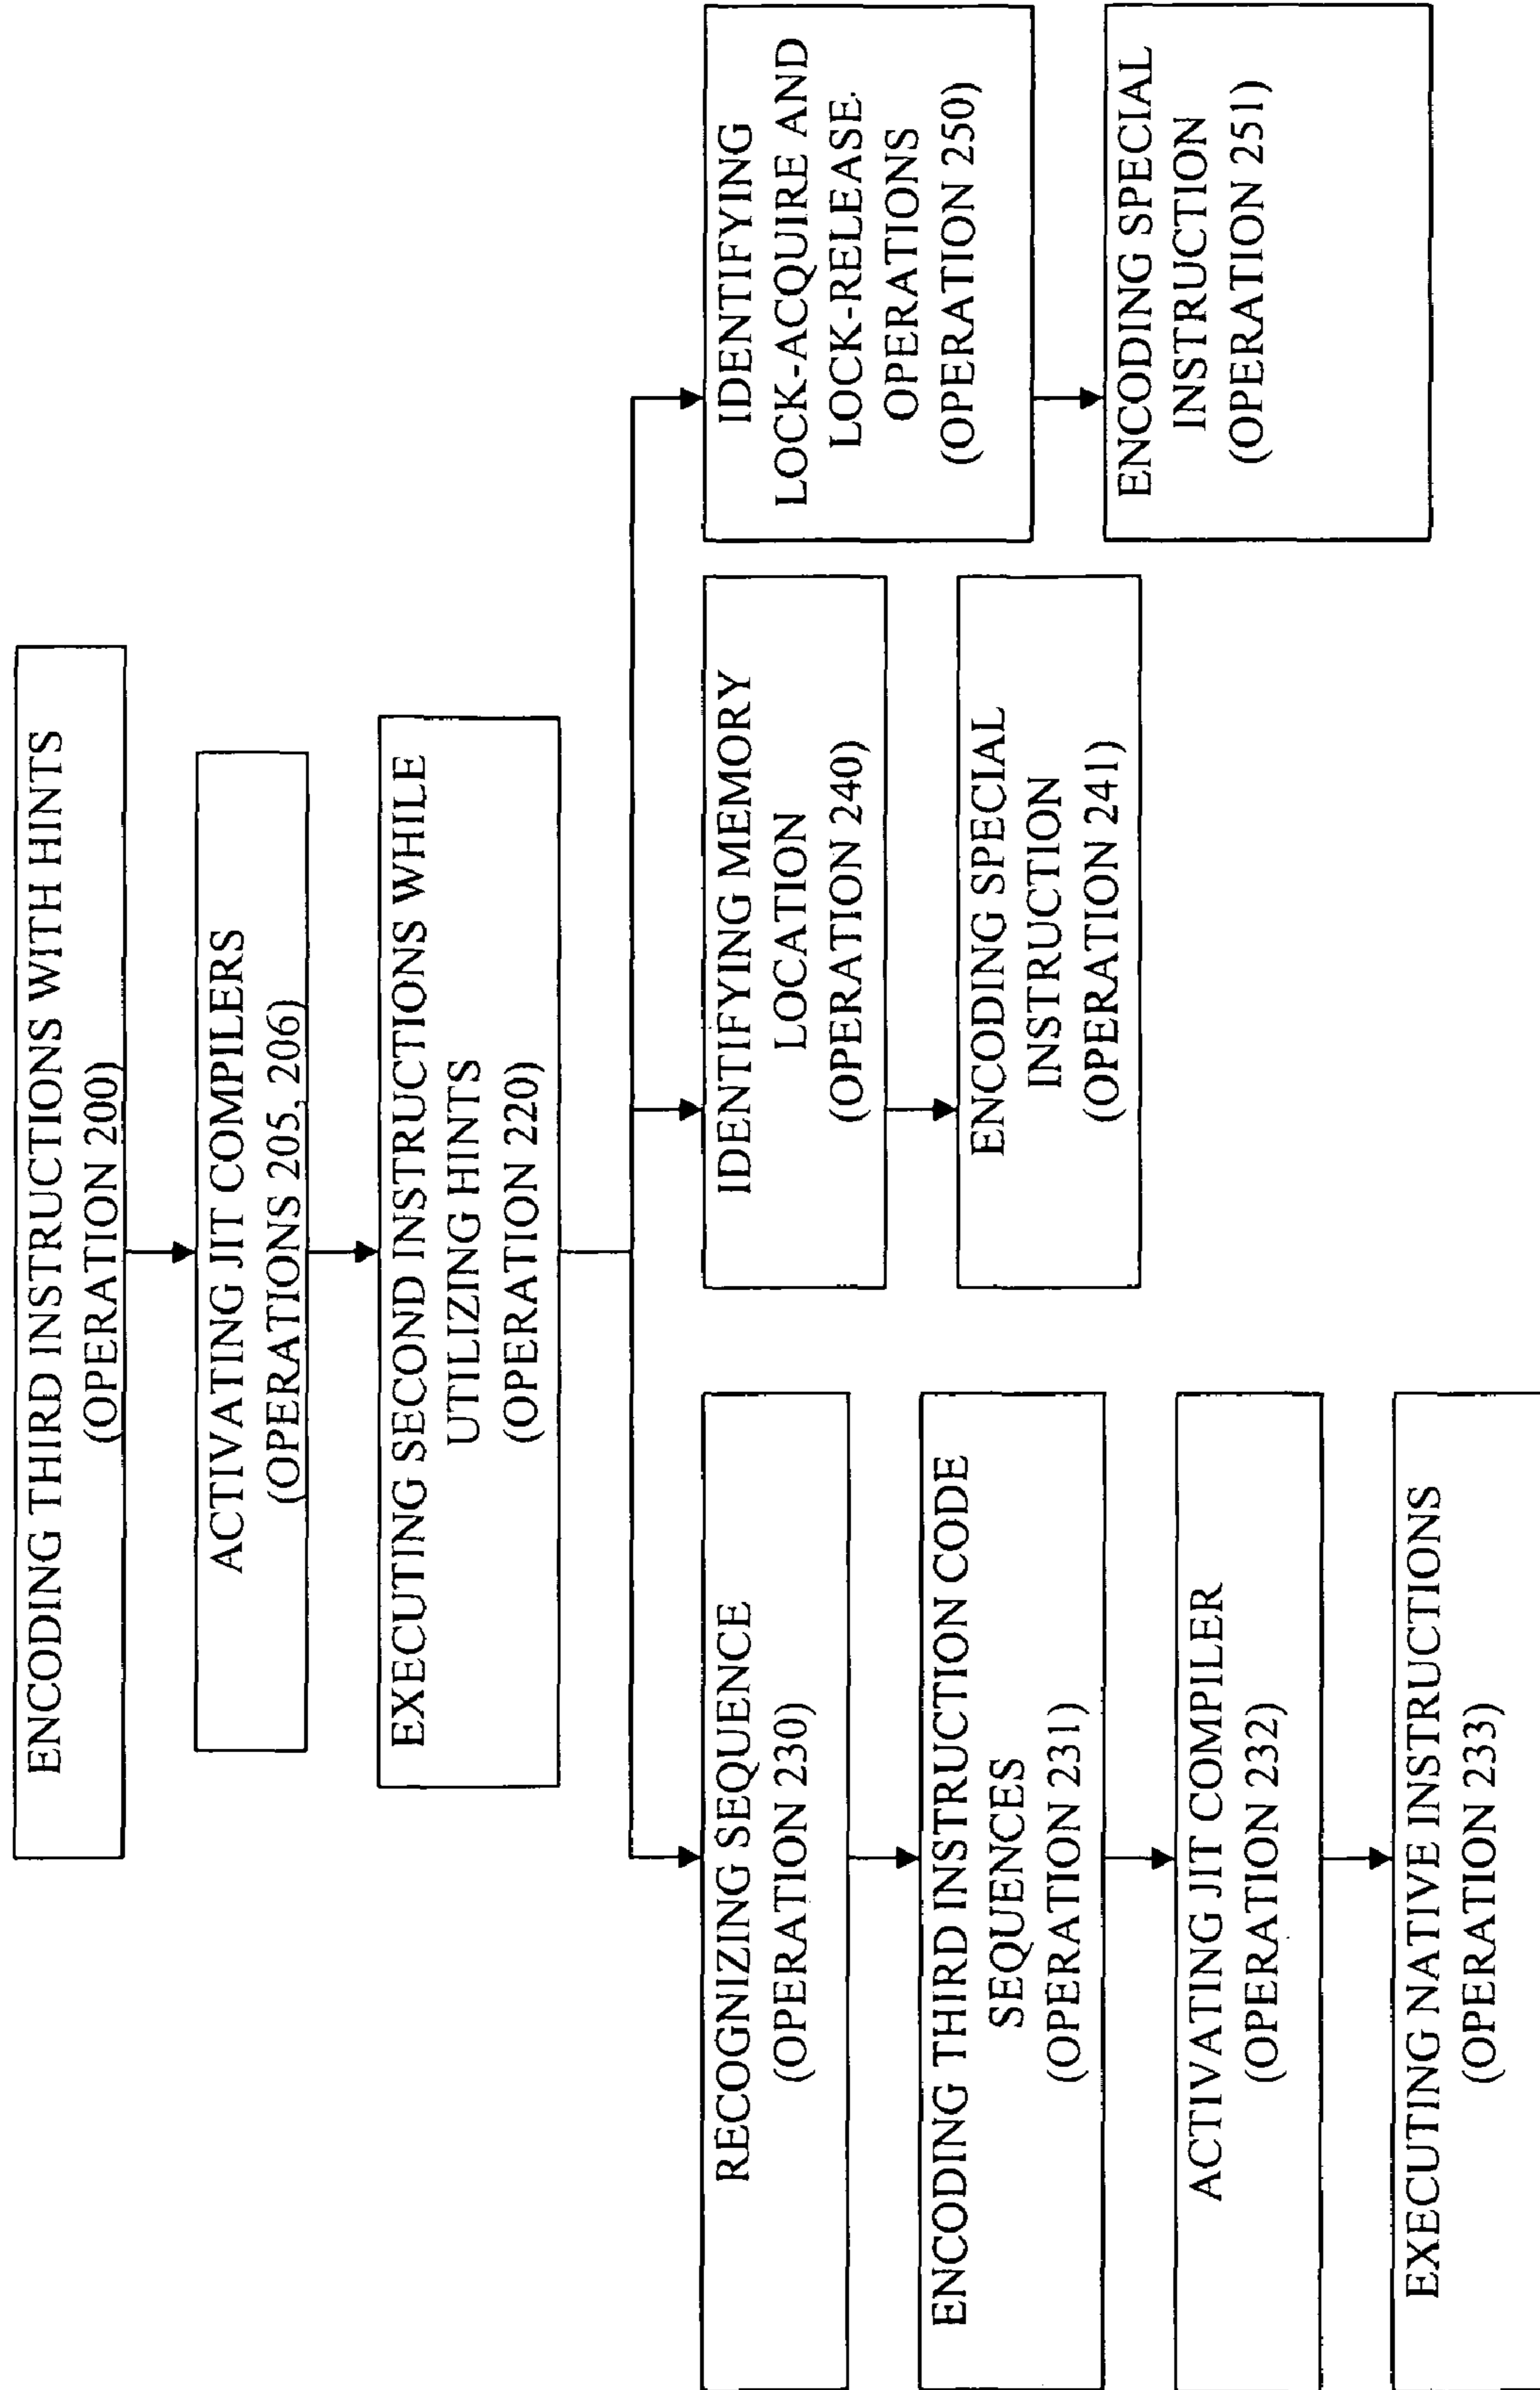 ENCODING THIRD INSTRUCTIONS WITH HINTS
(OPERATION 200)
ACTIVATING JIT COMPILERS
(OPERATIONS 205, 206)
EXECUTING SECOND INSTRUCTIONS WHILE
UTILIZING HINTS
(OPERATION 220)
RECOGNIZING SEQUENCE
(OPERATION 230)
ENCODING THIRD INSTRUCTION CODE
SEQUENCES
(OPERATION 231)
ACTIVATING JIT COMPILER
(OPERATION 232)
EXECUTING NATIVE INSTRUCTIONS
(OPERATION 233)
IDENTIFYING MEMORY
LOCATION
(OPERATION 240)
ENCODING SPECIAL
INSTRUCTION
(OPERATION 241)
IDENTIFYING
LOCK-ACQUIRE AND
LOCK-RELEASE.
OPERATIONS
(OPERATION 250)
ENCODING SPECIAL
INSTRUCTION
(OPERATION 251)